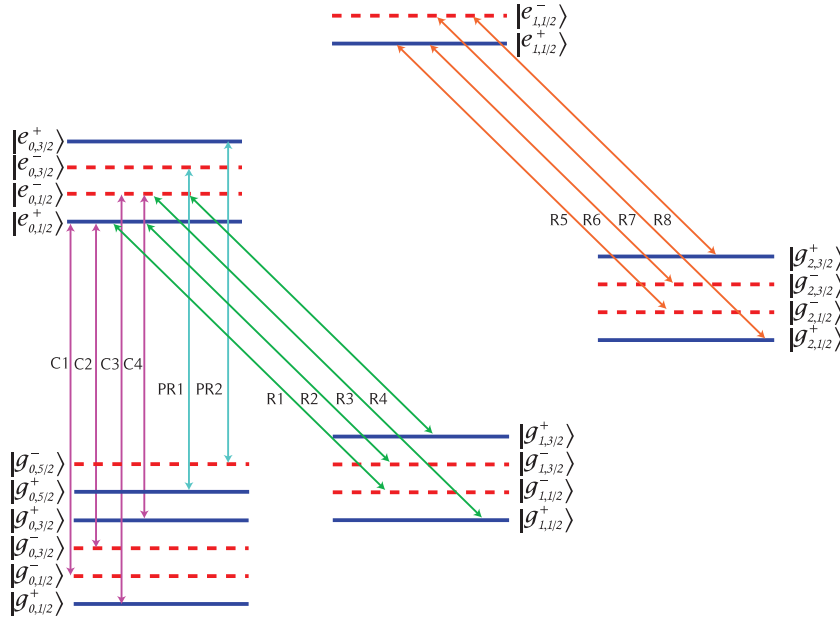 |e⁻₁,₁/₂⟩
|e⁺₁,₁/₂⟩
|e⁺₀,₃/₂⟩
|e⁻₀,₃/₂⟩
|e⁻₀,₁/₂⟩
|e⁺₀,₁/₂⟩
R5 R6 R7 R8
|g⁺₂,₃/₂⟩
|g⁻₂,₃/₂⟩
|g⁻₂,₁/₂⟩
|g⁺₂,₁/₂⟩
C1 C2 C3 C4
PR1 PR2
R1 R2 R3 R4
|g⁺₁,₃/₂⟩
|g⁻₁,₃/₂⟩
|g⁻₁,₁/₂⟩
|g⁺₁,₁/₂⟩
|g⁻₀,₅/₂⟩
|g⁺₀,₅/₂⟩
|g⁺₀,₃/₂⟩
|g⁻₀,₃/₂⟩
|g⁻₀,₁/₂⟩
|g⁺₀,₁/₂⟩